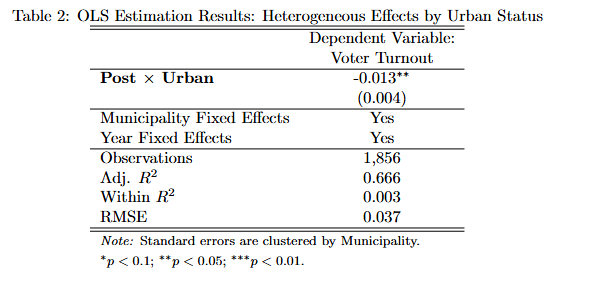 Table 2: OLS Estimation Results: Heterogeneous Effects by Urban Status
Dependent Variable:
Voter Turnout
Post × Urban -0.013**
(0.004)
Municipality Fixed Effects Yes
Year Fixed Effects Yes
Observations 1,856
Adj. R² 0.666
Within R² 0.003
RMSE 0.037
Note: Standard errors are clustered by Municipality.
*p < 0.1; **p < 0.05; ***p < 0.01.